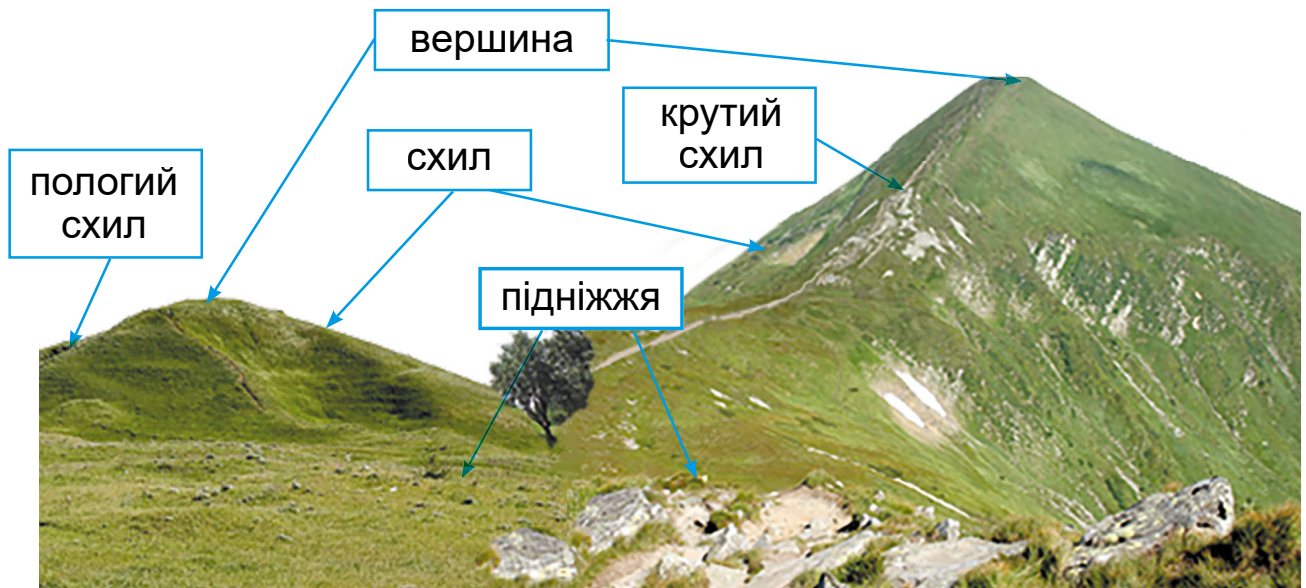 вершина
крутий
схил
схил
пологий
схил
підніжжя